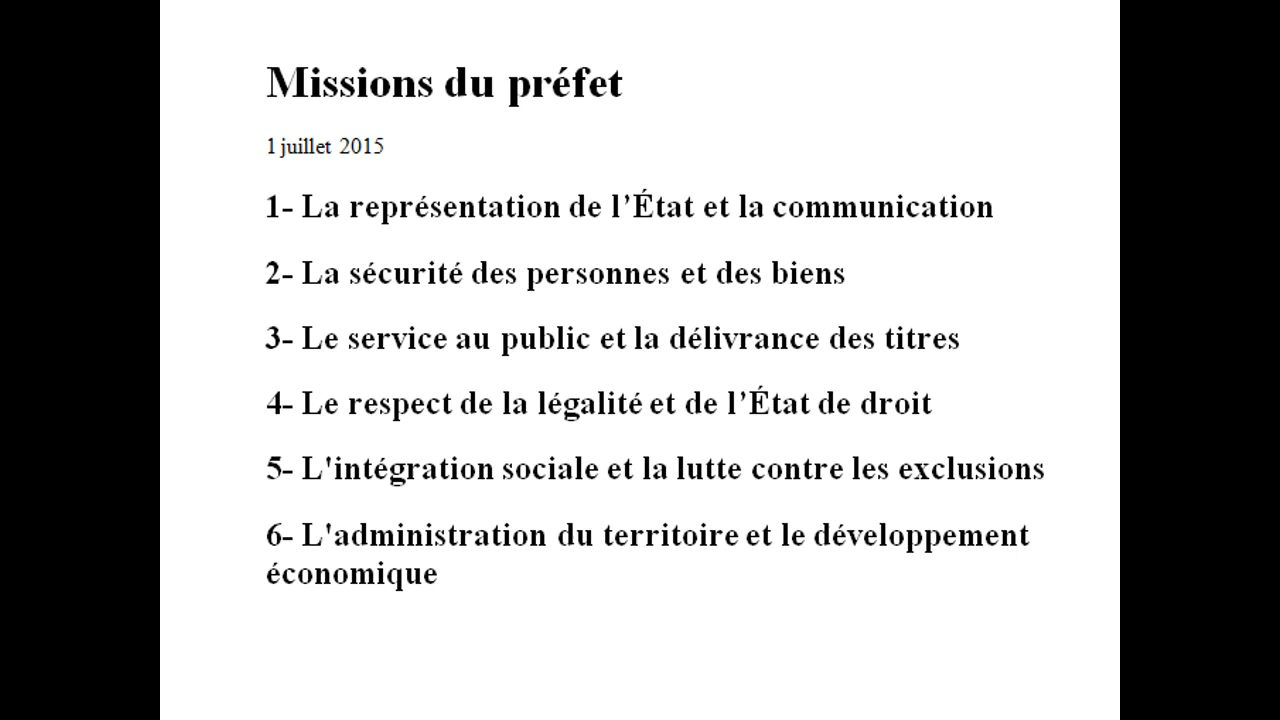 Missions du préfet
1 juillet 2015
1- La représentation de l’État et la communication
2- La sécurité des personnes et des biens
3- Le service au public et la délivrance des titres
4- Le respect de la légalité et de l’État de droit
5- L'intégration sociale et la lutte contre les exclusions
6- L'administration du territoire et le développement
économique